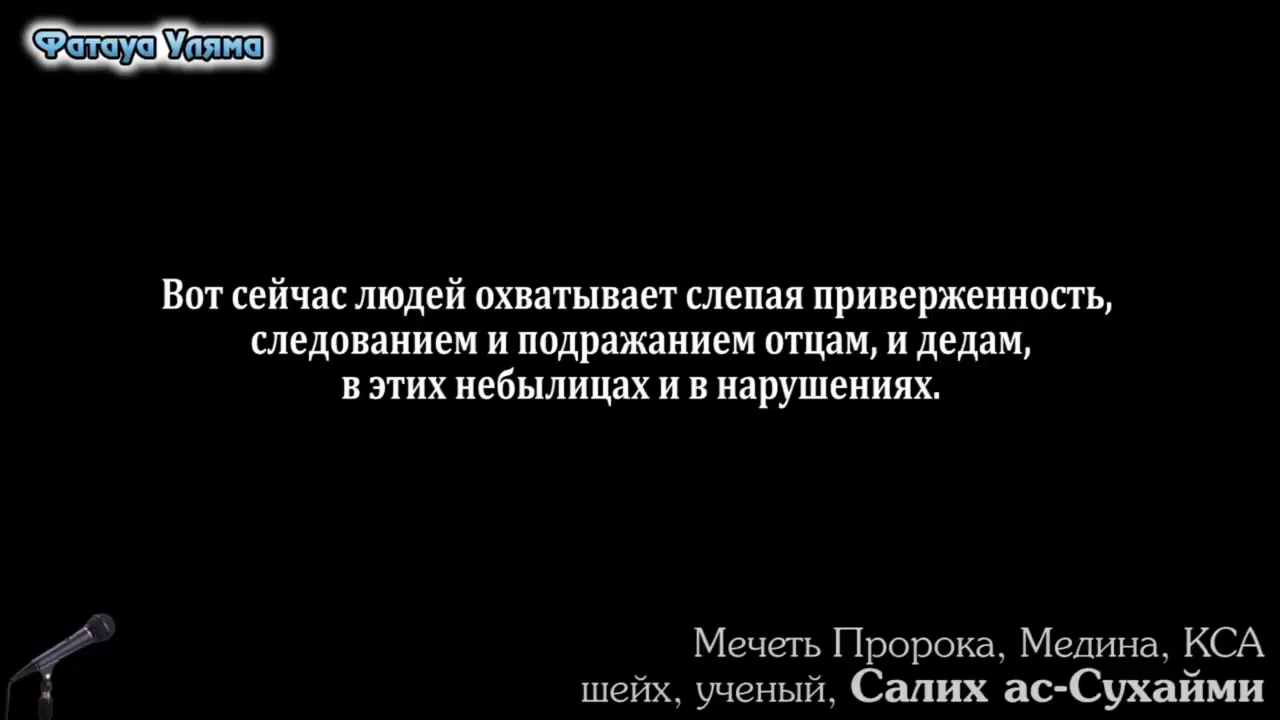 Фатауа Уляма
Вот сейчас людей охватывает слепая приверженность,
следованием и подражанием отцам, и дедам,
в этих небылицах и в нарушениях.
Мечеть Пророка, Медина, КСА
шейх, ученый, Салих ас-Сухайми